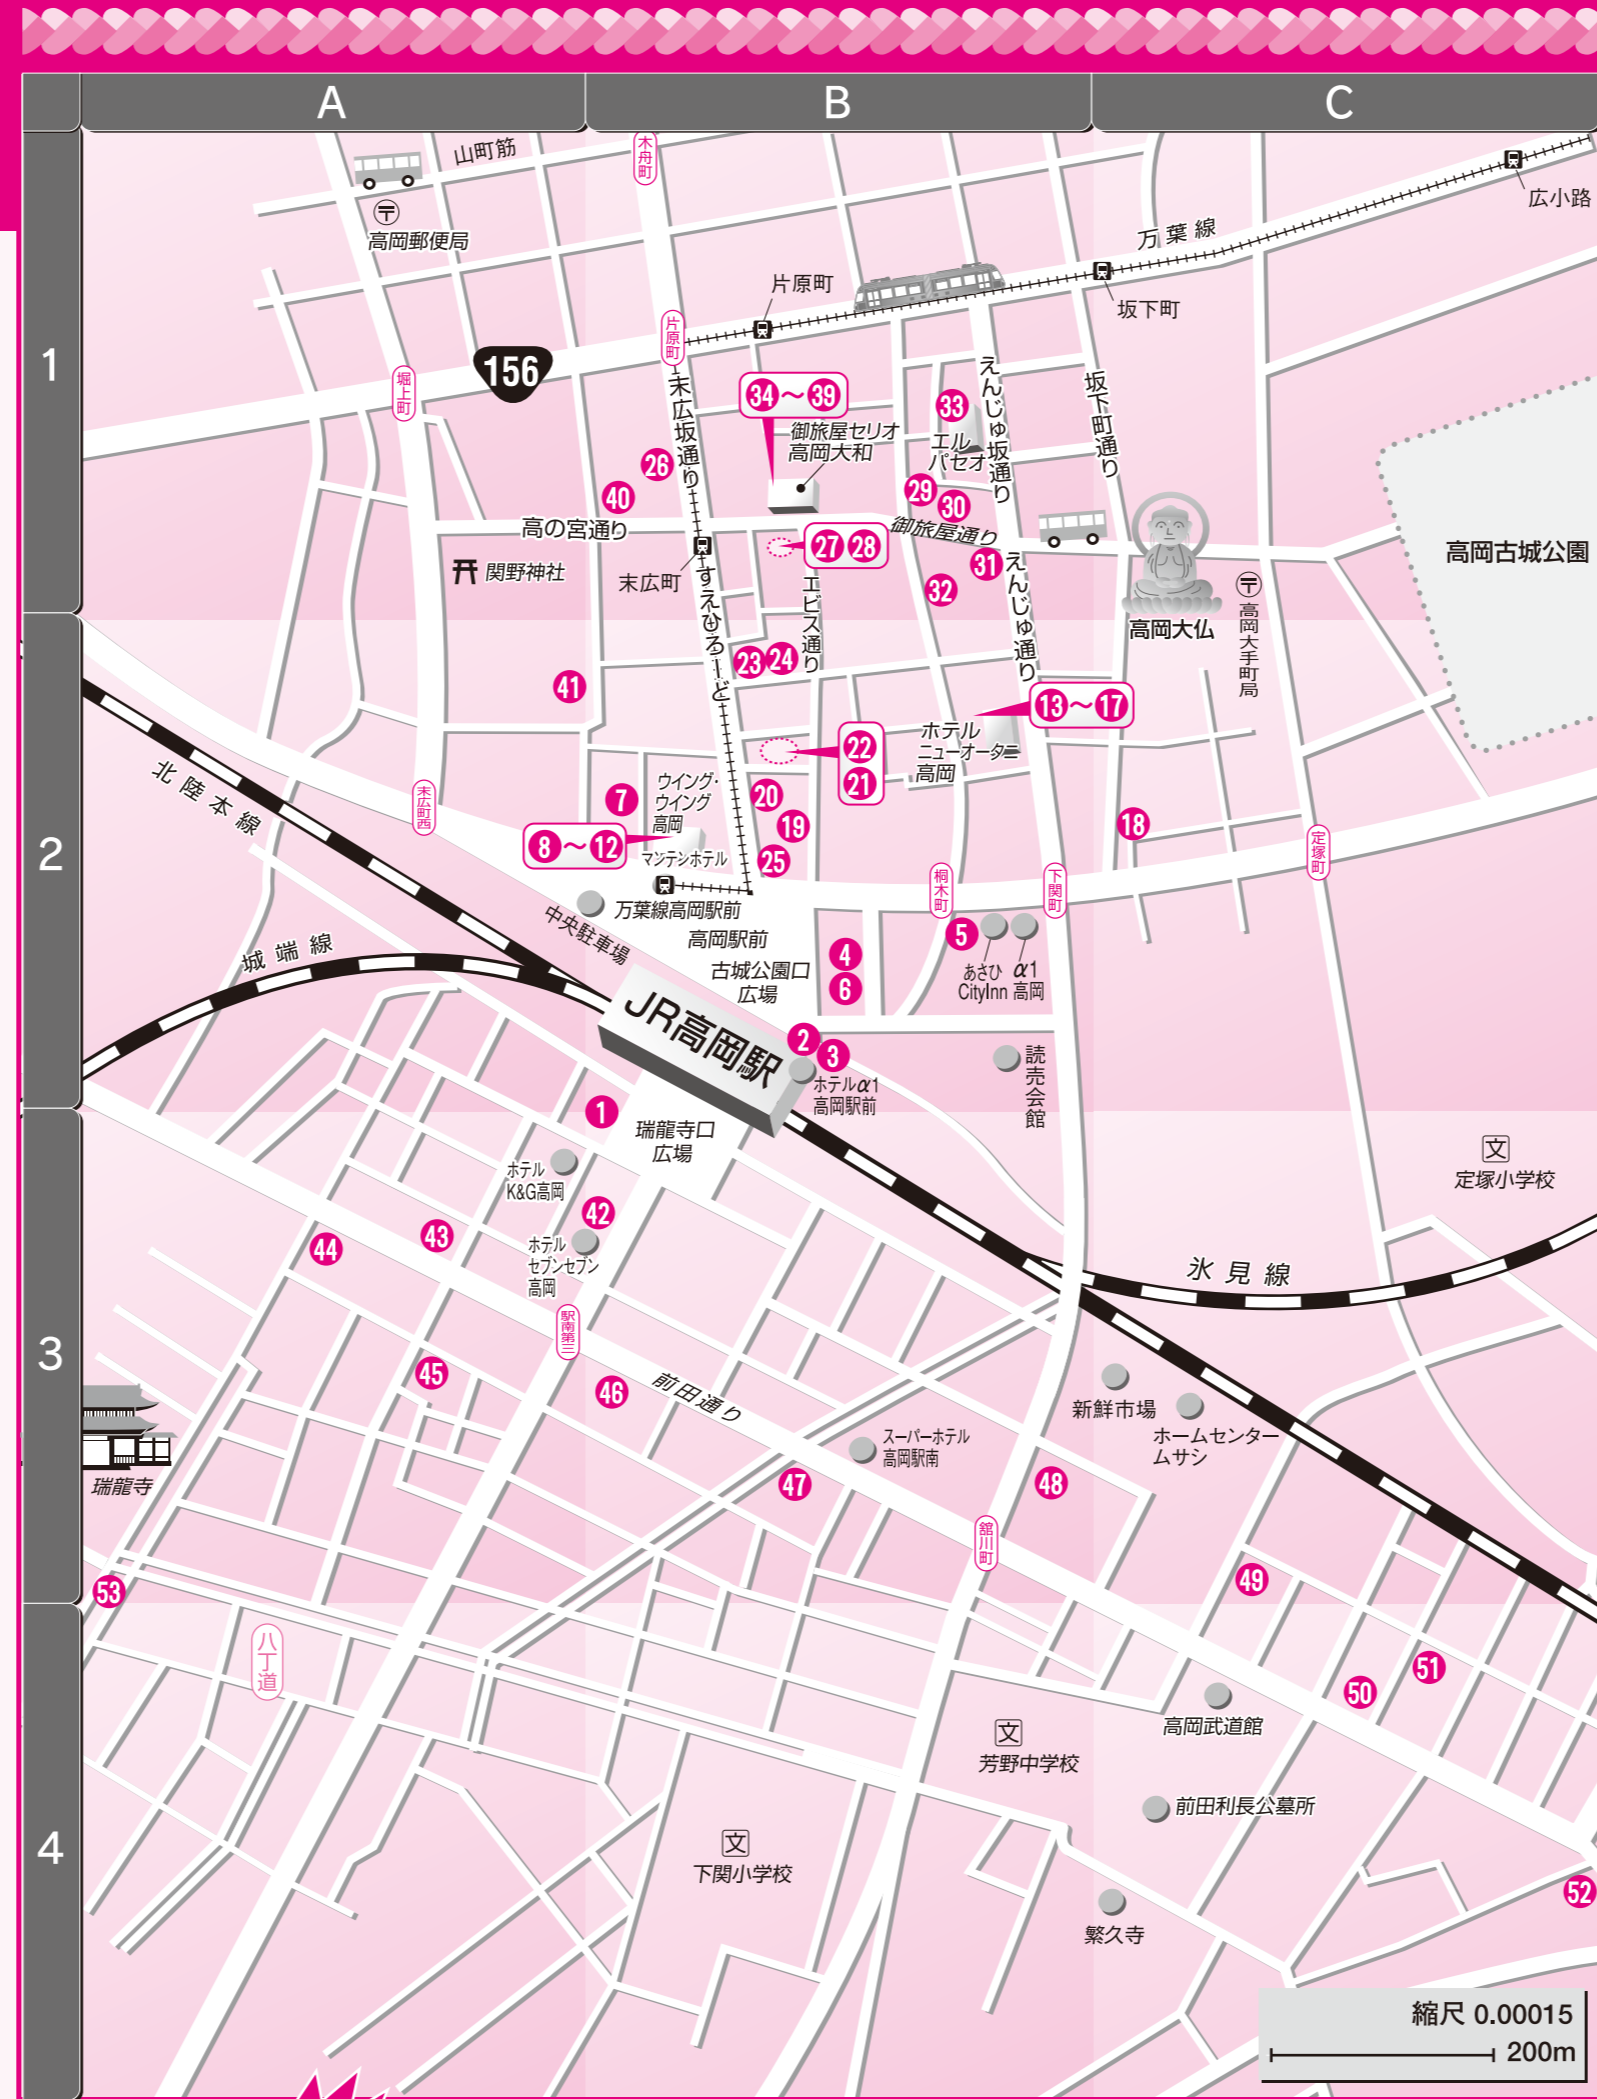 A
B
C
1
2
3
4
山町筋
木舟町
高岡郵便局
広小路
万葉線
片原町
坂下町
片原町
156
堀上町
末広坂通り
34～39
御旅屋セリオ
高岡大和
33
エル
パセオ
えんじゅ坂通り
坂下町通り
26
40
29
30
高の宮通り
御旅屋通り
27 28
関野神社
末広町
31
32
高岡古城公園
高岡大仏
高岡大手町局
すえひろーど
エビス通り
えんじゅ通り
23 24
41
13～17
ホテル
ニューオータニ
高岡
22
21
北陸本線
末広町西
7
ウイング・
ウイング
高岡
20
19
25
18
8～12
マンテンホテル
定塚町
桐木町
下関町
万葉線高岡駅前
中央駐車場
高岡駅前
古城公園口
広場
4
6
5
あさひ
CityInn
α1
高岡
城端線
JR高岡駅
2
3
ホテルα1
高岡駅前
読売会館
1
瑞龍寺口
広場
定塚小学校
文
ホテル
K&G高岡
42
43
44
ホテル
セブンセブン
高岡
氷見線
駅南第三
45
46
前田通り
新鮮市場
ホームセンター
ムサシ
スーパーホテル
高岡駅南
瑞龍寺
47
48
舘川町
49
53
八丁道
51
50
高岡武道館
文
芳野中学校
前田利長公墓所
文
下関小学校
52
繁久寺
縮尺 0.00015
200m